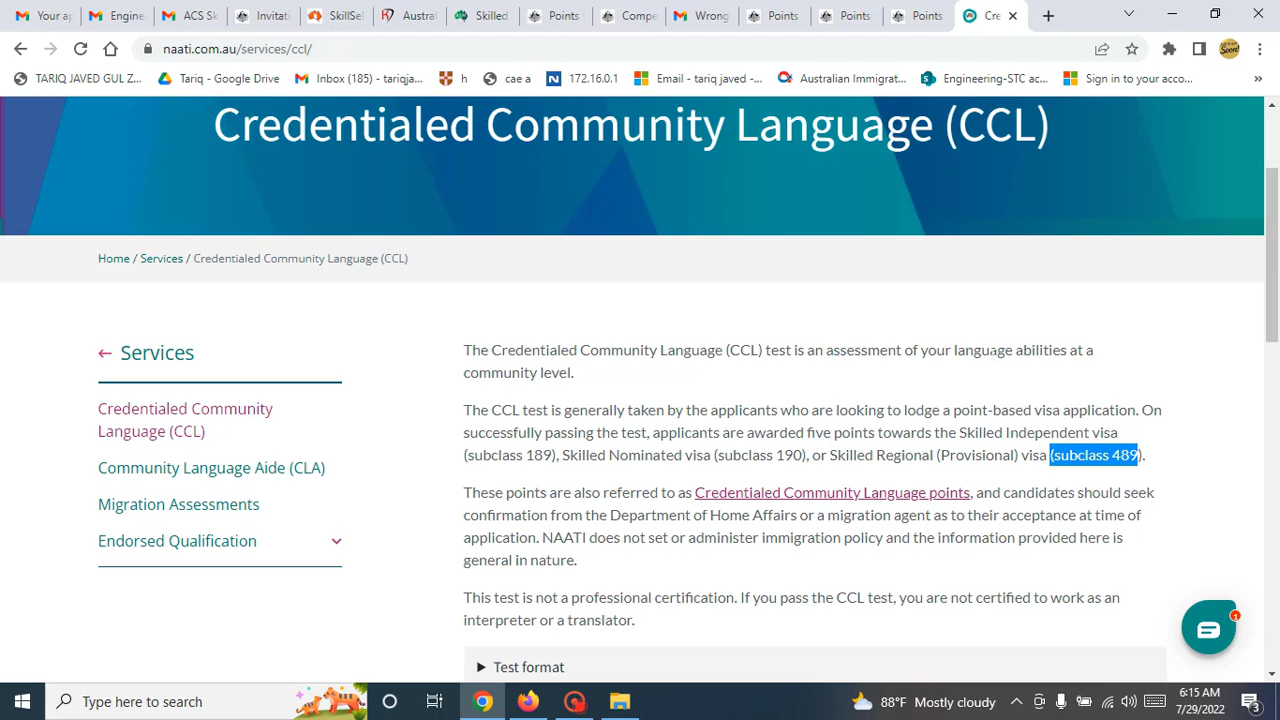 Your ap
Engine
ACS Sk
Invitati
SkillSel
Austral
Skilled
Points
Compe
Wrong
Points
Points
Points
Cre
naati.com.au/services/ccl/
TARIQ JAVED GUL Z...
Tariq - Google Drive
Inbox (185) - tariqja...
h
cae a
172.16.0.1
Email - tariq javed -...
Australian Immigrat...
Engineering-STC ac...
Sign in to your acco...
»
Credentialed Community Language (CCL)
Home / Services / Credentialed Community Language (CCL)
← Services
Credentialed Community
Language (CCL)
Community Language Aide (CLA)
Migration Assessments
Endorsed Qualification
The Credentialed Community Language (CCL) test is an assessment of your language abilities at a
community level.
The CCL test is generally taken by the applicants who are looking to lodge a point-based visa application. On
successfully passing the test, applicants are awarded five points towards the Skilled Independent visa
(subclass 189), Skilled Nominated visa (subclass 190), or Skilled Regional (Provisional) visa (subclass 489).
These points are also referred to as Credentialed Community Language points, and candidates should seek
confirmation from the Department of Home Affairs or a migration agent as to their acceptance at time of
application. NAATI does not set or administer immigration policy and the information provided here is
general in nature.
This test is not a professional certification. If you pass the CCL test, you are not certified to work as an
interpreter or a translator.
Test format
1
Type here to search
88°F Mostly cloudy
6:15 AM
7/29/2022
3